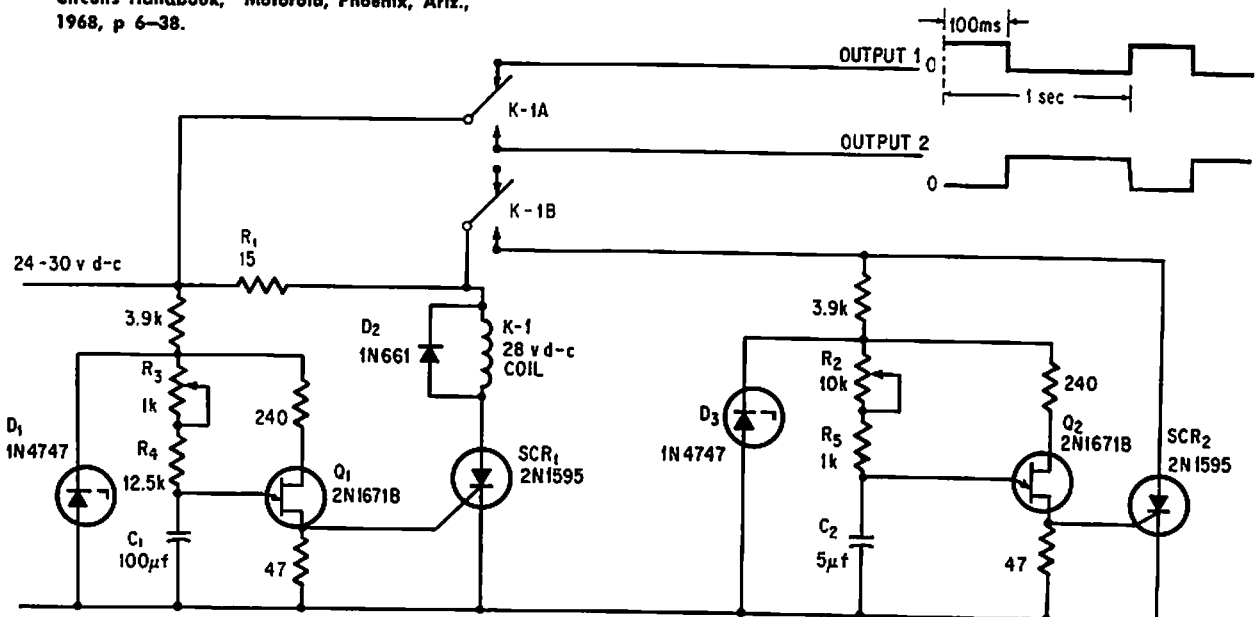 Circuits Handbook," Motorola, Phoenix, Ariz.,
1968, p 6–38.
100ms
OUTPUT 1
0
1 sec
K-1A
OUTPUT 2
0
K-1B
R₁
15
24-30 v d-c
3.9k
D₂
1N661
K-1
28 v d-c
COIL
3.9k
R₃
1k
240
R₂
10k
240
D₁
1N4747
D₃
1N4747
Q₂
2N1671B
R₄
12.5k
Q₁
2N1671B
SCR₁
2N1595
R₅
1k
SCR₂
2N1595
C₁
100μf
47
C₂
5μf
47